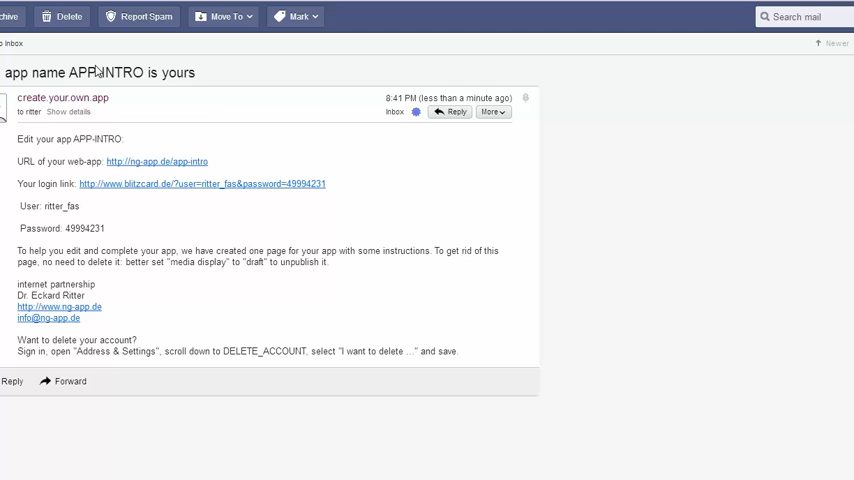 chive Delete Report Spam Move To Mark Search mail
o Inbox Newer
app name APP-INTRO is yours
create.your.own.app 8:41 PM (less than a minute ago)
to ritter Show details Inbox Reply More
Edit your app APP-INTRO:
URL of your web-app: http://ng-app.de/app-intro
Your login link: http://www.blitzcard.de/?user=ritter_fas&password=49994231
User: ritter_fas
Password: 49994231
To help you edit and complete your app, we have created one page for your app with some instructions. To get rid of this
page, no need to delete it: better set "media display" to "draft" to unpublish it.
internet partnership
Dr. Eckard Ritter
http://www.ng-app.de
info@ng-app.de
Want to delete your account?
Sign in, open "Address & Settings", scroll down to DELETE_ACCOUNT, select "I want to delete ..." and save.
Reply Forward